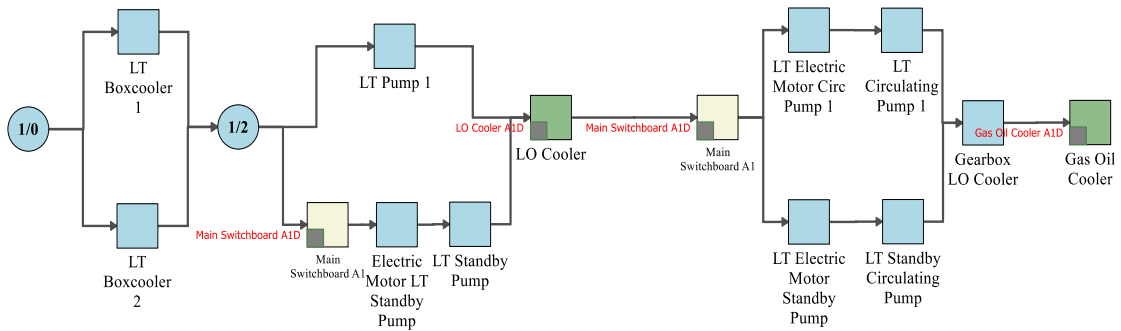 1/0
LT
Boxcooler
1
LT
Boxcooler
2
1/2
LT Pump 1
Main Switchboard A1D
Main
Switchboard A1
Electric
Motor LT
Standby
Pump
LT Standby
Pump
LO Cooler A1D
LO Cooler
Main Switchboard A1D
Main
Switchboard A1
LT Electric
Motor Circ
Pump 1
LT
Circulating
Pump 1
LT Electric
Motor
Standby
Pump
LT Standby
Circulating
Pump
Gearbox
LO Cooler
Gas Oil Cooler A1D
Gas Oil
Cooler